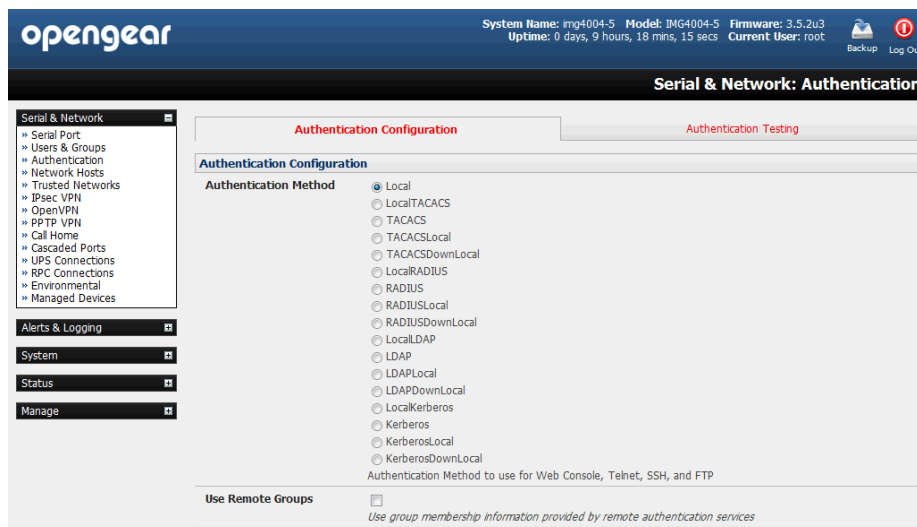 opengear
System Name: img4004-5 Model: IMG4004-5 Firmware: 3.5.2u3
Uptime: 0 days, 9 hours, 18 mins, 15 secs Current User: root
Backup
Log Ou
Serial & Network: Authentication
Serial & Network
» Serial Port
» Users & Groups
» Authentication
» Network Hosts
» Trusted Networks
» IPsec VPN
» OpenVPN
» PPTP VPN
» Call Home
» Cascaded Ports
» UPS Connections
» RPC Connections
» Environmental
» Managed Devices
Alerts & Logging
System
Status
Manage
Authentication Configuration
Authentication Testing
Authentication Configuration
Authentication Method
Local
LocalTACACS
TACACS
TACACSLocal
TACACSDownLocal
LocalRADIUS
RADIUS
RADIUSLocal
RADIUSDownLocal
LocalLDAP
LDAP
LDAPLocal
LDAPDownLocal
LocalKerberos
Kerberos
KerberosLocal
KerberosDownLocal
Authentication Method to use for Web Console, Telnet, SSH, and FTP
Use Remote Groups
Use group membership information provided by remote authentication services